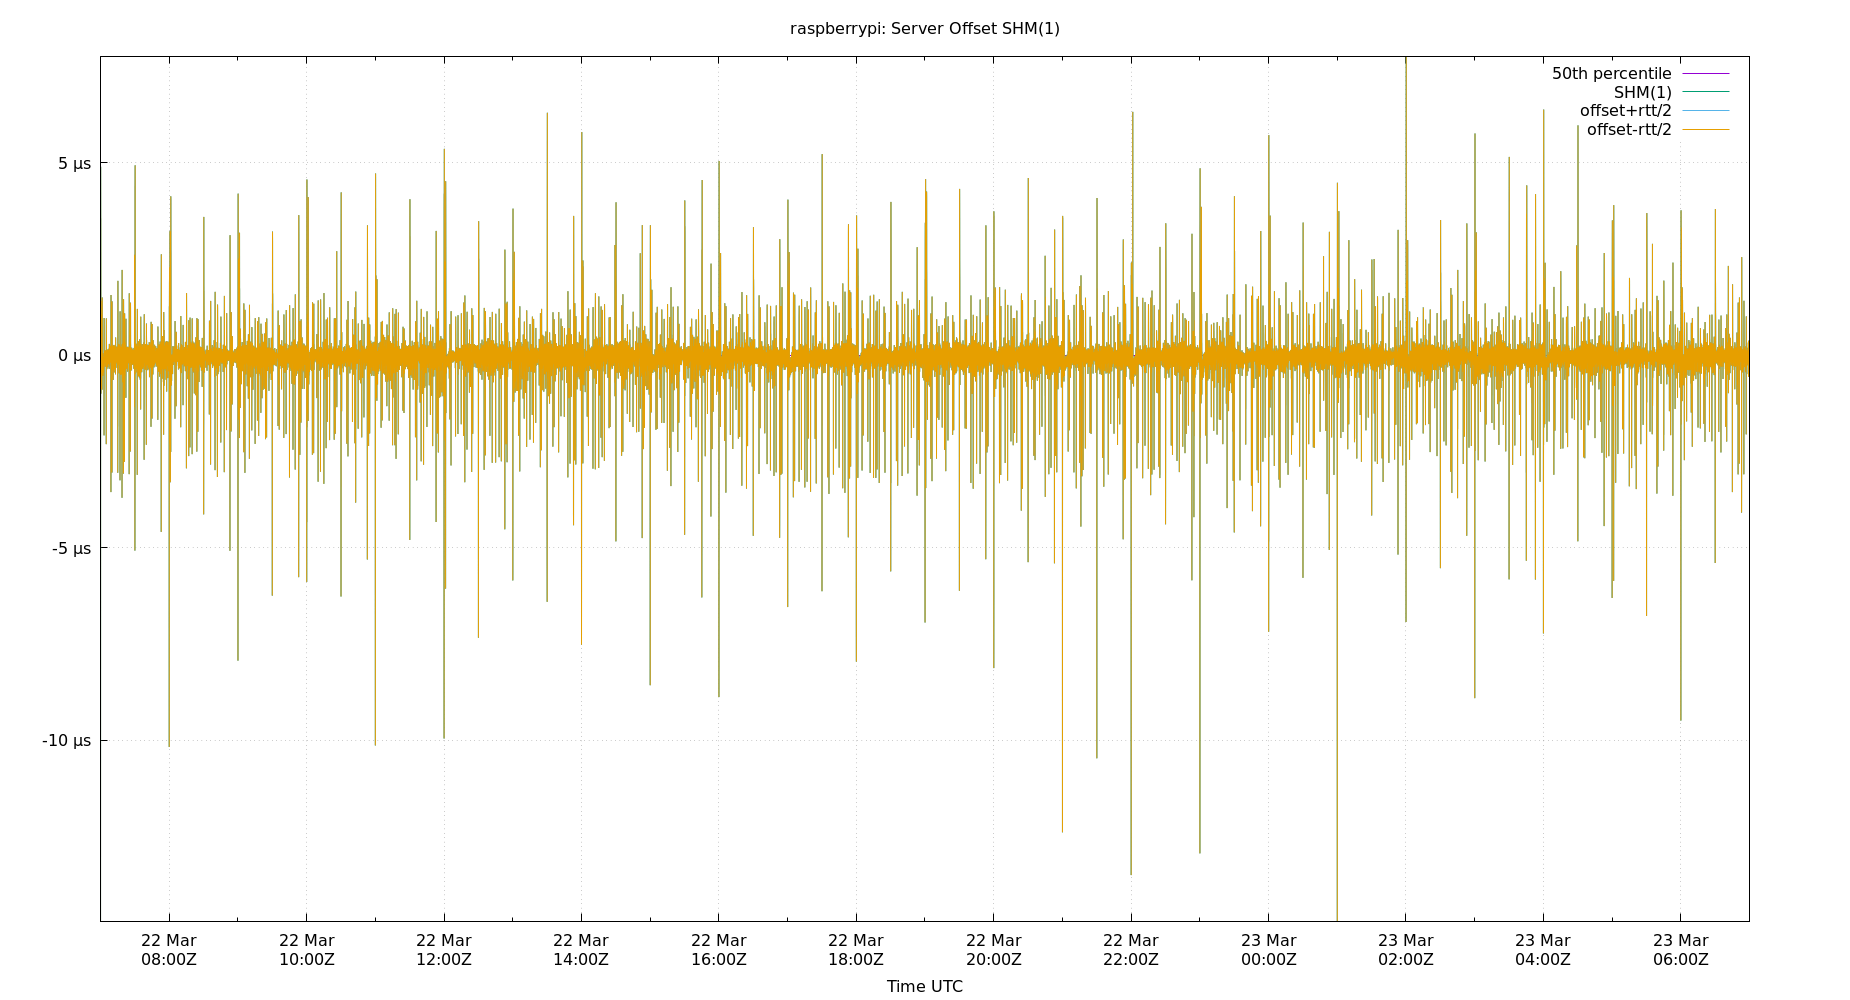 raspberrypi: Server Offset SHM(1)
50th percentile
SHM(1)
offset+rtt/2
offset-rtt/2
5 µs
0 µs
-5 µs
-10 µs
22 Mar 22 Mar 22 Mar 22 Mar 22 Mar 22 Mar 22 Mar 22 Mar 23 Mar 23 Mar 23 Mar 23 Mar
08:00Z 10:00Z 12:00Z 14:00Z 16:00Z 18:00Z 20:00Z 22:00Z 00:00Z 02:00Z 04:00Z 06:00Z
Time UTC